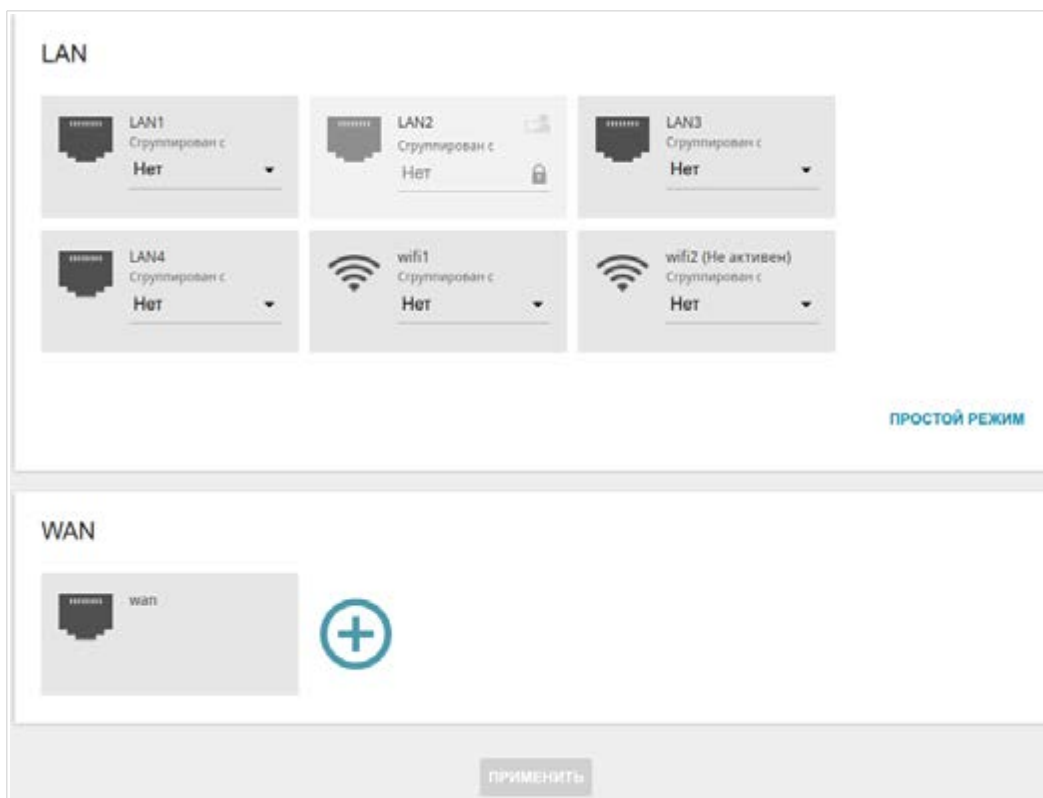 LAN
LAN1
Сгруппирован с
Нет
LAN2
Сгруппирован с
Нет
LAN3
Сгруппирован с
Нет
LAN4
Сгруппирован с
Нет
wifi1
Сгруппирован с
Нет
wifi2 (Не активен)
Сгруппирован с
Нет
ПРОСТОЙ РЕЖИМ
WAN
wan
ПРИМЕНИТЬ